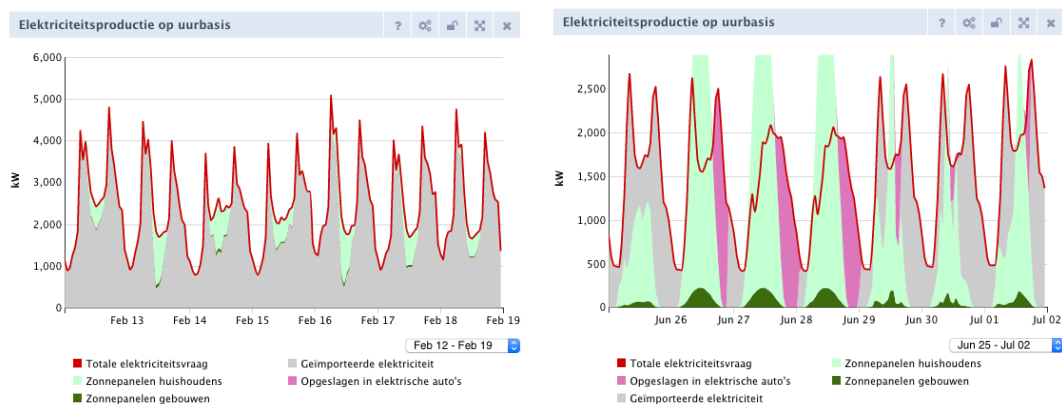 Elektriciteitsproductie op uurbasis
?
6,000
5,000
4,000
3,000
2,000
1,000
0
kW
Feb 13
Feb 14
Feb 15
Feb 16
Feb 17
Feb 18
Feb 19
Feb 12 - Feb 19
Totale elektriciteitsvraag
Geïmporteerde elektriciteit
Zonnepanelen huishoudens
Opgeslagen in elektrische auto's
Zonnepanelen gebouwen
Elektriciteitsproductie op uurbasis
?
2,500
2,000
1,500
1,000
500
0
kW
Jun 26
Jun 27
Jun 28
Jun 29
Jun 30
Jul 01
Jul 02
Jun 25 - Jul 02
Totale elektriciteitsvraag
Zonnepanelen huishoudens
Opgeslagen in elektrische auto's
Zonnepanelen gebouwen
Geïmporteerde elektriciteit